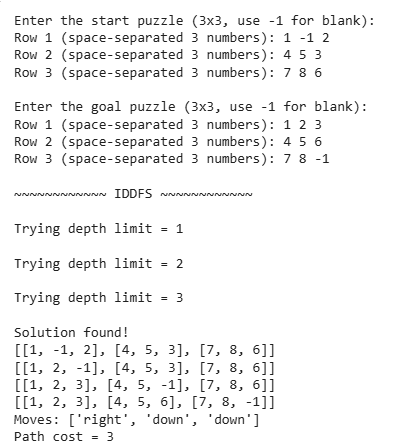 Enter the start puzzle (3x3, use -1 for blank):
Row 1 (space-separated 3 numbers): 1 -1 2
Row 2 (space-separated 3 numbers): 4 5 3
Row 3 (space-separated 3 numbers): 7 8 6
Enter the goal puzzle (3x3, use -1 for blank):
Row 1 (space-separated 3 numbers): 1 2 3
Row 2 (space-separated 3 numbers): 4 5 6
Row 3 (space-separated 3 numbers): 7 8 -1
~~~~~~~~~~~~ IDDFS ~~~~~~~~~~~~
Trying depth limit = 1
Trying depth limit = 2
Trying depth limit = 3
Solution found!
[[1, -1, 2], [4, 5, 3], [7, 8, 6]]
[[1, 2, -1], [4, 5, 3], [7, 8, 6]]
[[1, 2, 3], [4, 5, -1], [7, 8, 6]]
[[1, 2, 3], [4, 5, 6], [7, 8, -1]]
Moves: ['right', 'down', 'down']
Path cost = 3